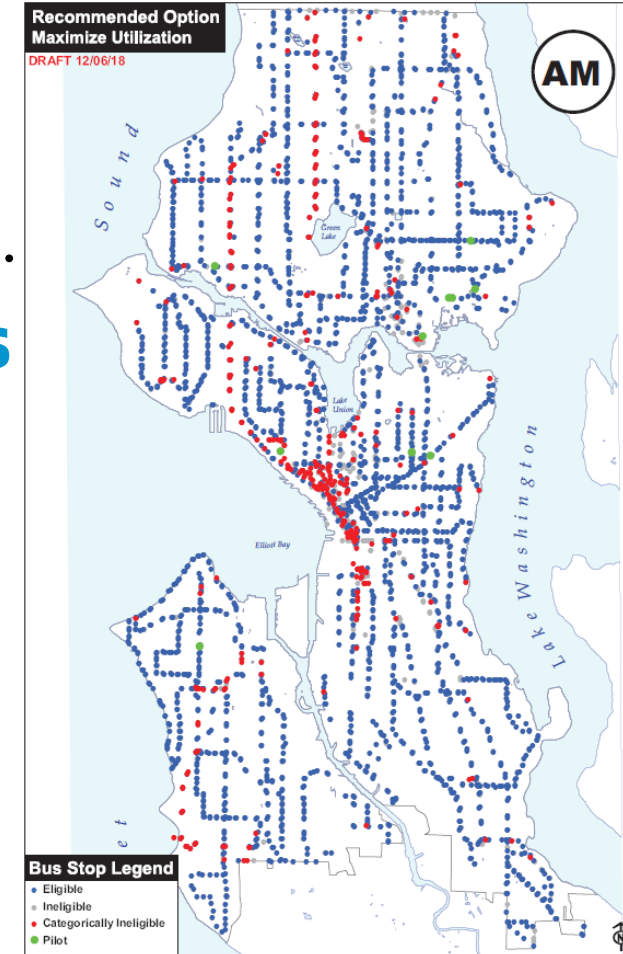 Recommended Option
Maximize Utilization
DRAFT 12/06/18
AM
Sound
.
s
Green
Lake
Lake
Union
Lake Washington
Elliott Bay
et
Bus Stop Legend
Eligible
Ineligible
Categorically Ineligible
Pilot
N